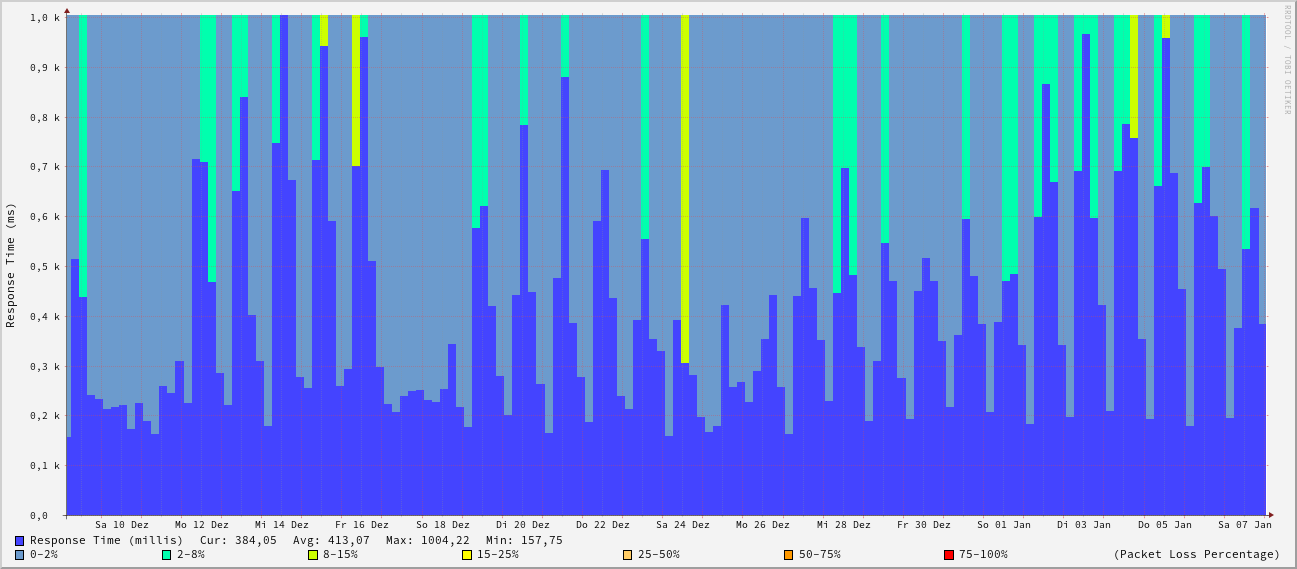 RRDTOOL / TOBI OETIKER
Response Time (ms)
1,0 k
0,9 k
0,8 k
0,7 k
0,6 k
0,5 k
0,4 k
0,3 k
0,2 k
0,1 k
0,0
Sa 10 Dez Mo 12 Dez Mi 14 Dez Fr 16 Dez So 18 Dez Di 20 Dez Do 22 Dez Sa 24 Dez Mo 26 Dez Mi 28 Dez Fr 30 Dez So 01 Jan Di 03 Jan Do 05 Jan Sa 07 Jan
Response Time (millis) Cur: 384,05 Avg: 413,07 Max: 1004,22 Min: 157,75
0-2% 2-8% 8-15% 15-25% 25-50% 50-75% 75-100% (Packet Loss Percentage)